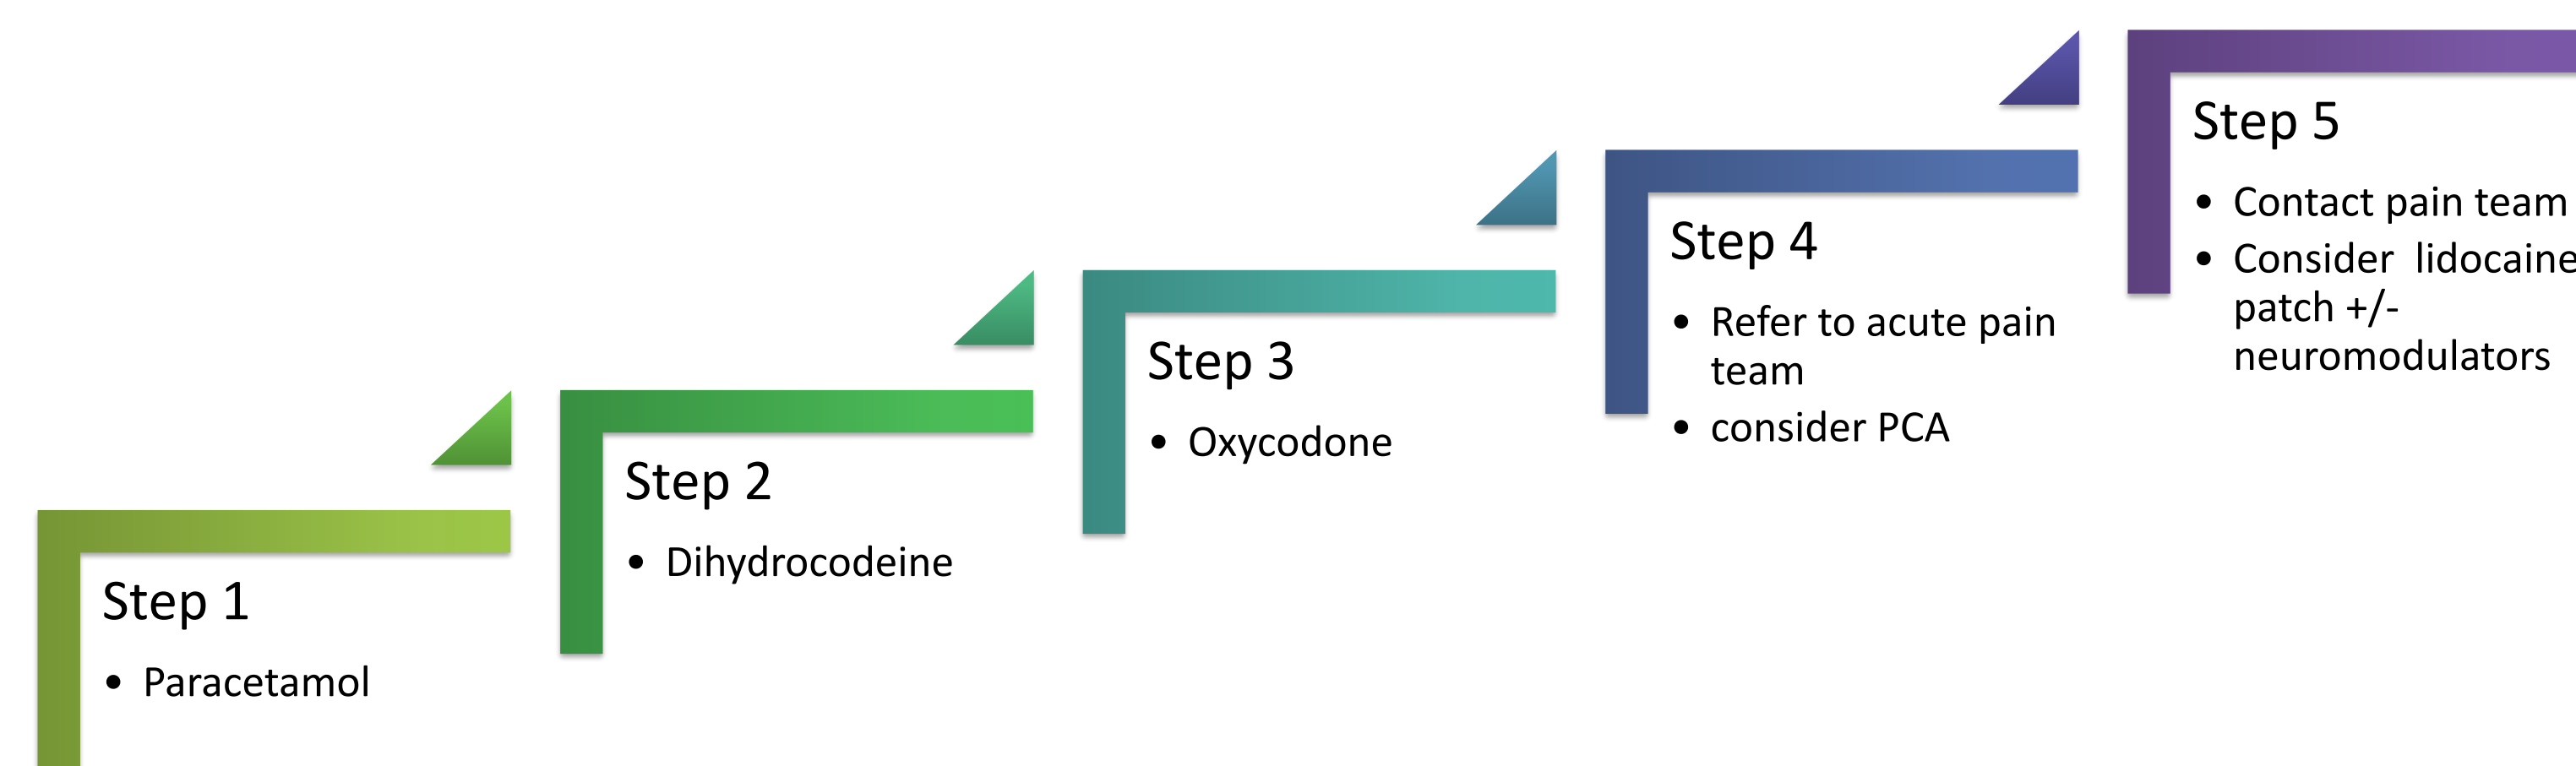 Step 1
• Paracetamol
Step 2
• Dihydrocodeine
Step 3
• Oxycodone
Step 4
• Refer to acute pain
team
• consider PCA
Step 5
• Contact pain team
• Consider lidocaine
patch +/-
neuromodulators